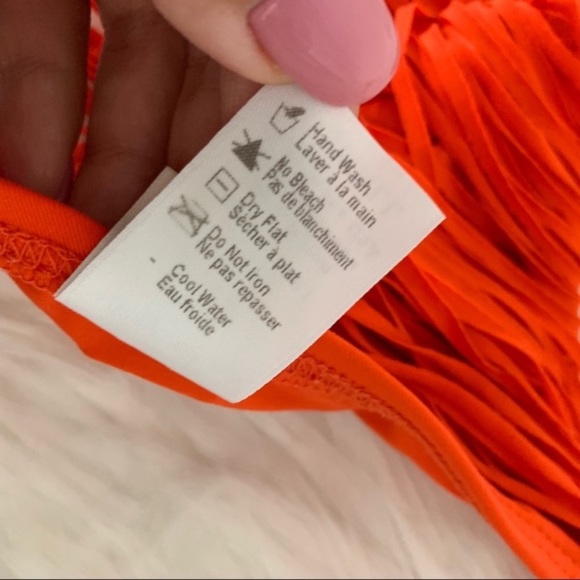 Hand Wash
Laver à la main
No Bleach
pas de blanchiment
Dry Flat
Sécher à plat
Do Not Iron
Ne pas repasser
Cool Water
Eau froide